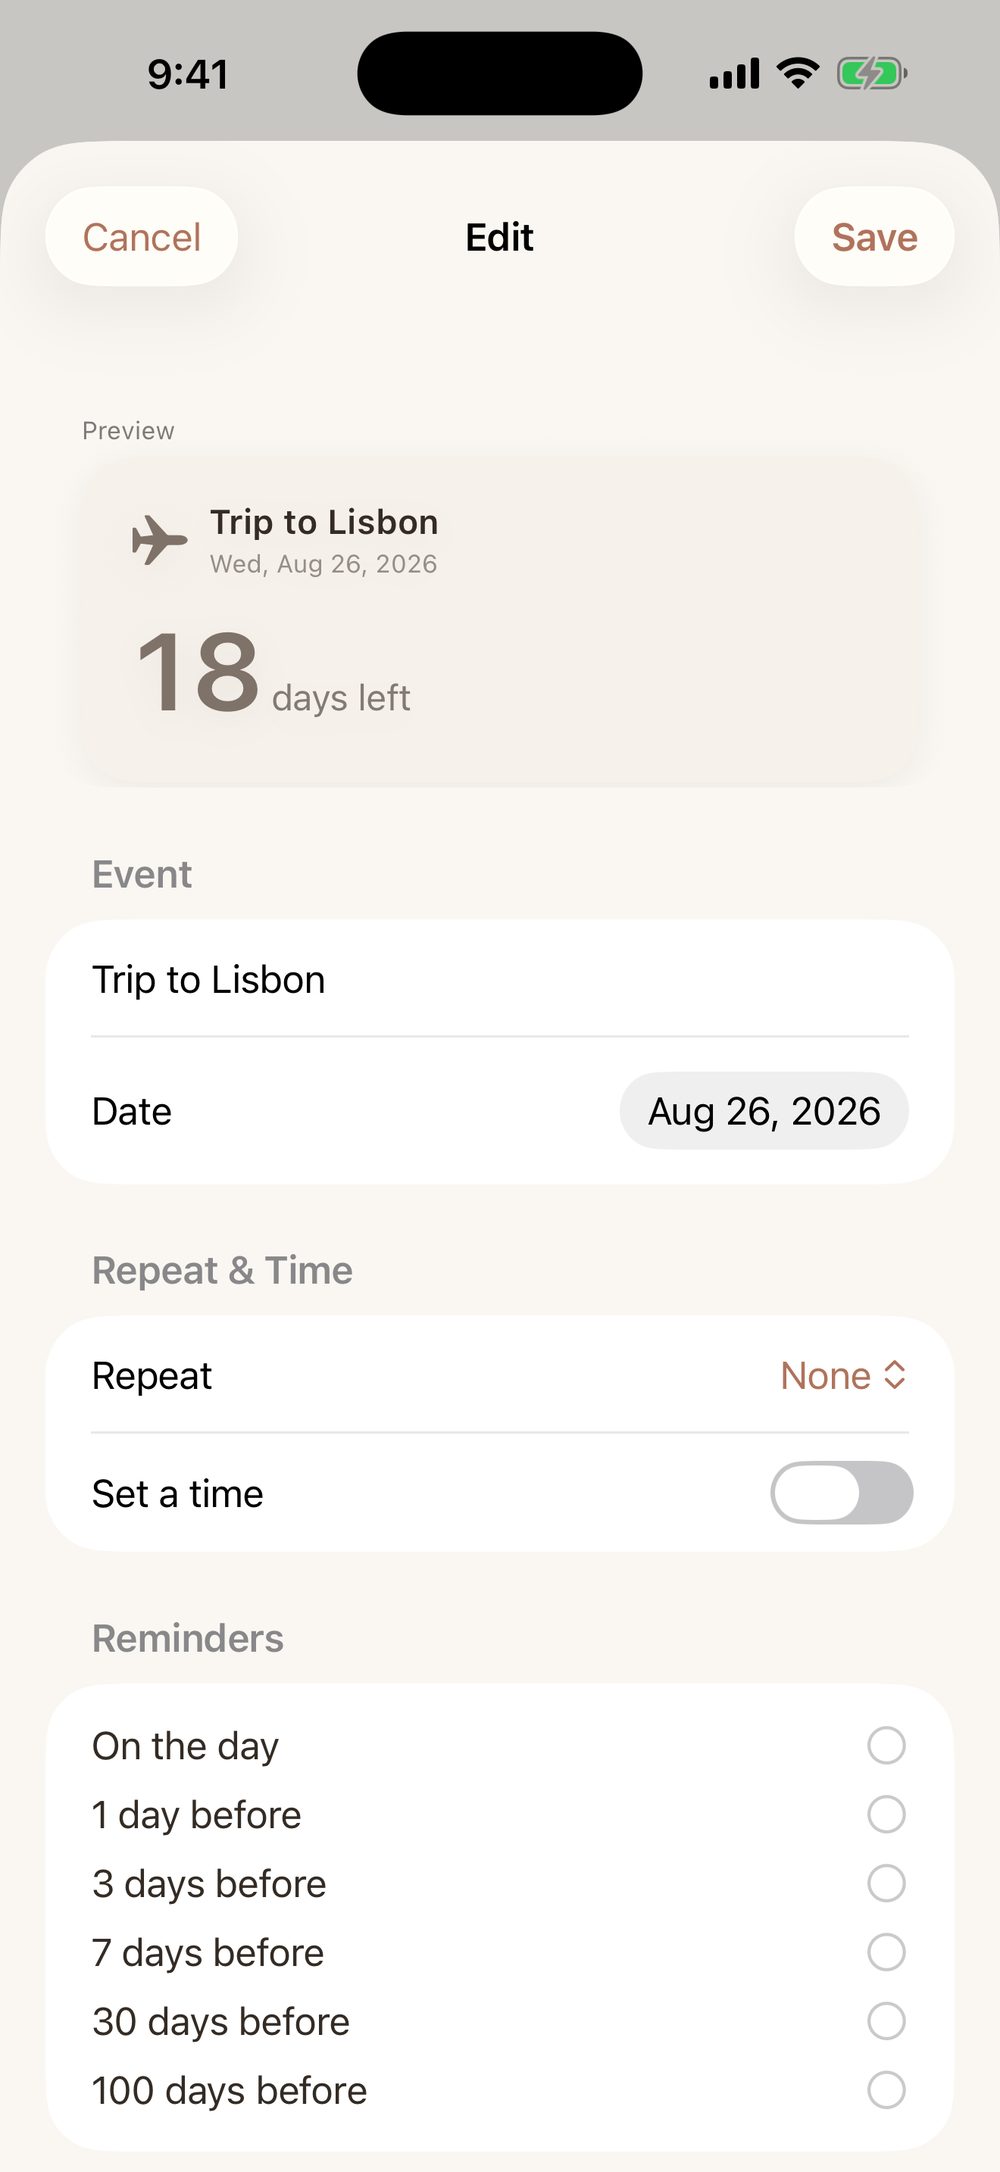 9:41
Cancel
Edit
Save
Preview
Trip to Lisbon
Wed, Aug 26, 2026
18 days left
Event
Trip to Lisbon
Date
Aug 26, 2026
Repeat & Time
Repeat
None
Set a time
Reminders
On the day
1 day before
3 days before
7 days before
30 days before
100 days before